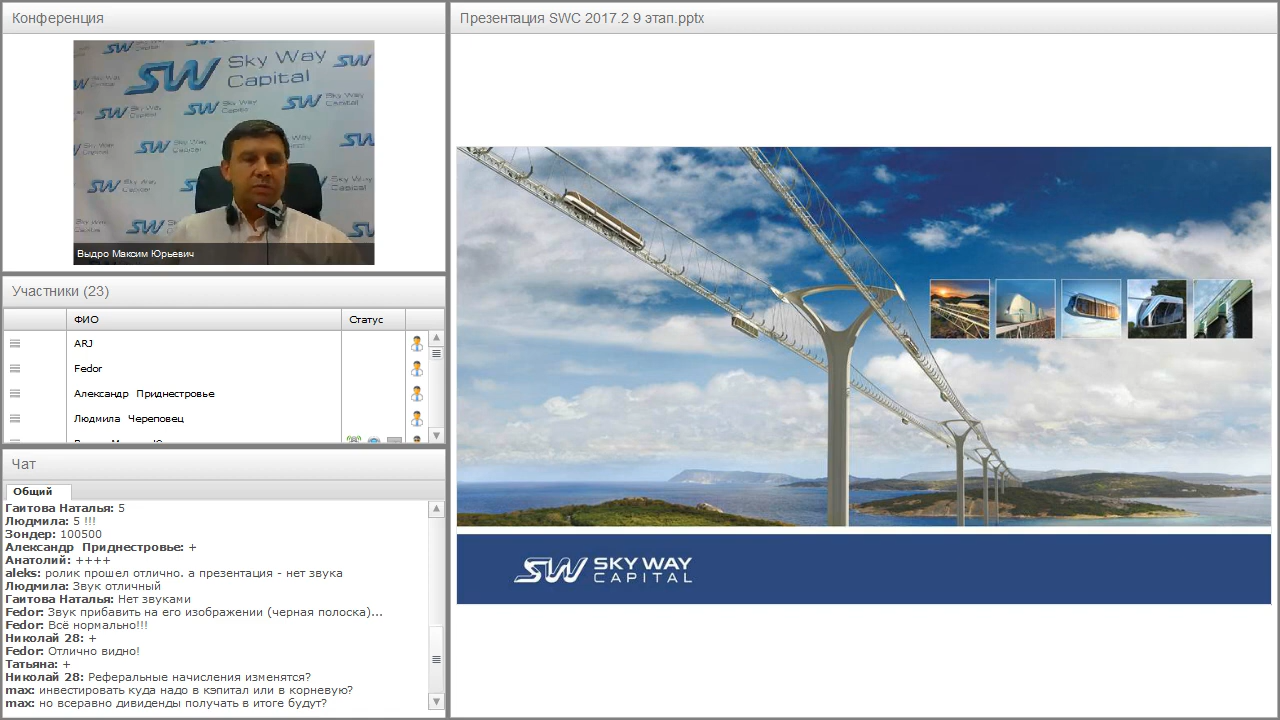 Конференция
Sky Way
Capital
SW
Выдро Максим Юрьевич
Участники (23)
ФИО
Статус
ARJ
Fedor
Александр Приднестровье
Людмила Череповец
Чат
Общий
Гаитова Наталья: 5
Людмила: 5 !!!
Зондер: 100500
Александр Приднестровье: +
Анатолий: ++++
aleks: ролик прошел отлично. а презентация - нет звука
Людмила: Звук отличный
Гаитова Наталья: Нет звуками
Fedor: Звук прибавить на его изображении (черная полоска)...
Fedor: Всё нормально!!!
Николай 28: +
Fedor: Отлично видно!
Татьяна: +
Николай 28: Реферальные начисления изменятся?
max: инвестировать куда надо в кэпитал или в корневую?
max: но всеравно дивиденды получать в итоге будут?
Презентация SWC 2017.2 9 этап.pptx
SW SKY WAY
CAPITAL